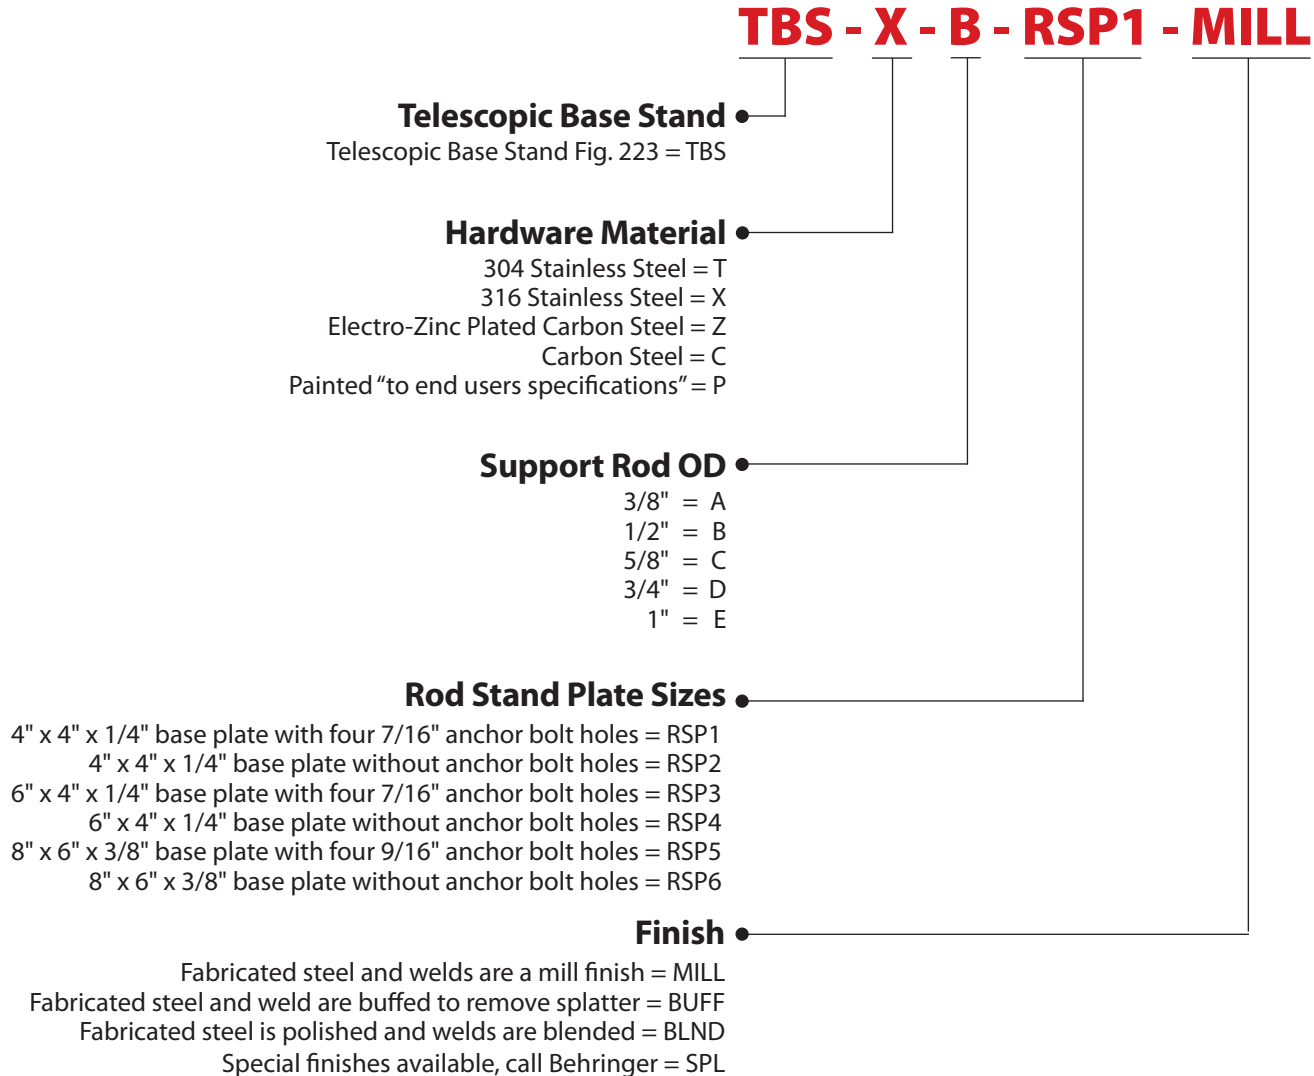 TBS - X - B - RSP1 - MILL
Telescopic Base Stand
Telescopic Base Stand Fig. 223 = TBS
Hardware Material
304 Stainless Steel = T
316 Stainless Steel = X
Electro-Zinc Plated Carbon Steel = Z
Carbon Steel = C
Painted “to end users specifications” = P
Support Rod OD
3/8" = A
1/2" = B
5/8" = C
3/4" = D
1" = E
Rod Stand Plate Sizes
4" x 4" x 1/4" base plate with four 7/16" anchor bolt holes = RSP1
4" x 4" x 1/4" base plate without anchor bolt holes = RSP2
6" x 4" x 1/4" base plate with four 7/16" anchor bolt holes = RSP3
6" x 4" x 1/4" base plate without anchor bolt holes = RSP4
8" x 6" x 3/8" base plate with four 9/16" anchor bolt holes = RSP5
8" x 6" x 3/8" base plate without anchor bolt holes = RSP6
Finish
Fabricated steel and welds are a mill finish = MILL
Fabricated steel and weld are buffed to remove splatter = BUFF
Fabricated steel is polished and welds are blended = BLND
Special finishes available, call Behringer = SPL